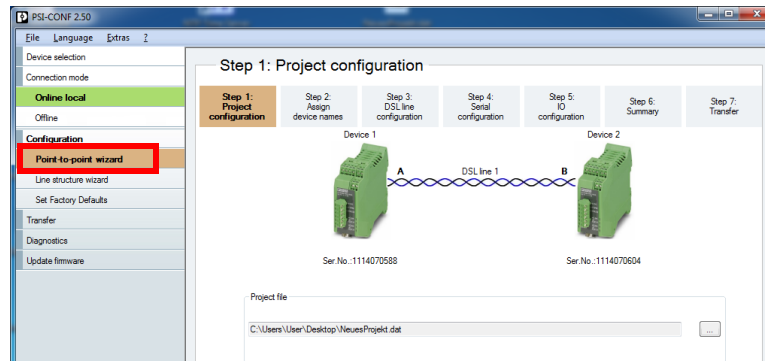 PSI-CONF 2.50
File Language Extras ?
Device selection
Connection mode
Online local
Offline
Configuration
Point-to-point wizard
Line structure wizard
Set Factory Defaults
Transfer
Diagnostics
Update firmware
Step 1: Project configuration
Step 1:
Project
configuration
Step 2:
Assign
device names
Step 3:
DSL line
configuration
Step 4:
Serial
configuration
Step 5:
IO
configuration
Step 6:
Summary
Step 7:
Transfer
Device 1
Device 2
A
DSL line 1
B
Ser.No.:1114070588
Ser.No.:1114070604
Project file
C:\Users\User\Desktop\NeuesProjekt.dat
...